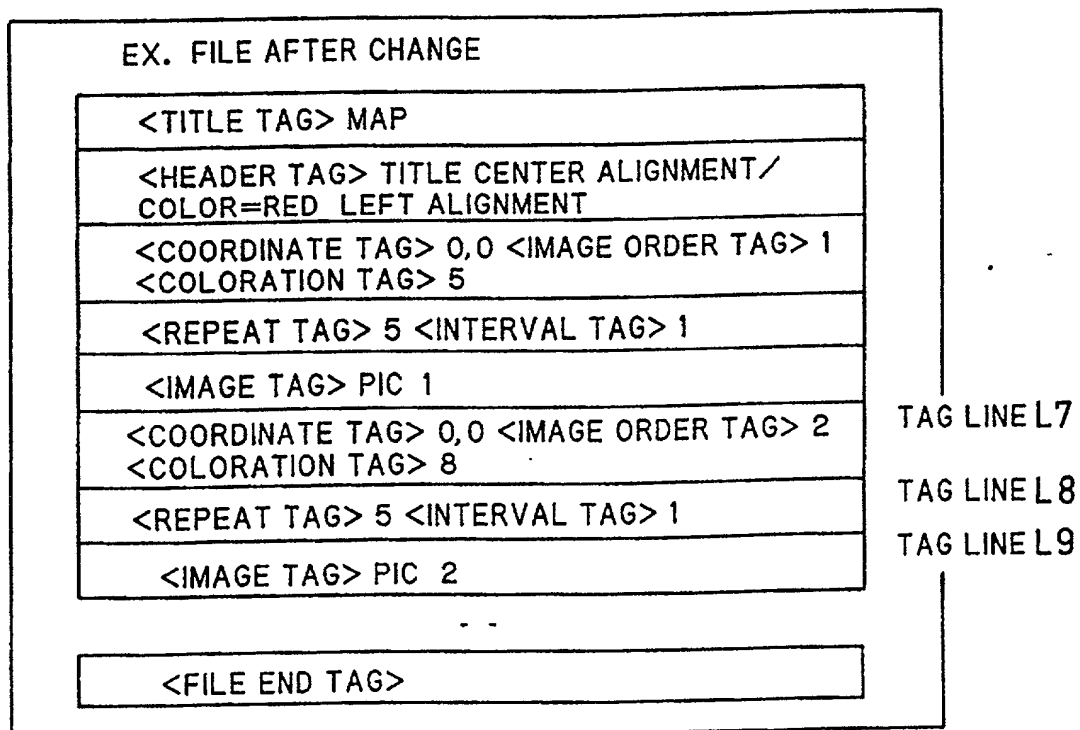 EX. FILE AFTER CHANGE
<TITLE TAG> MAP
<HEADER TAG> TITLE CENTER ALIGNMENT/
COLOR=RED LEFT ALIGNMENT
<COORDINATE TAG> 0,0 <IMAGE ORDER TAG> 1
<COLORATION TAG> 5
<REPEAT TAG> 5 <INTERVAL TAG> 1
<IMAGE TAG> PIC 1
<COORDINATE TAG> 0,0 <IMAGE ORDER TAG> 2
<COLORATION TAG> 8
TAG LINE L7
<REPEAT TAG> 5 <INTERVAL TAG> 1
TAG LINE L8
<IMAGE TAG> PIC 2
TAG LINE L9
<FILE END TAG>